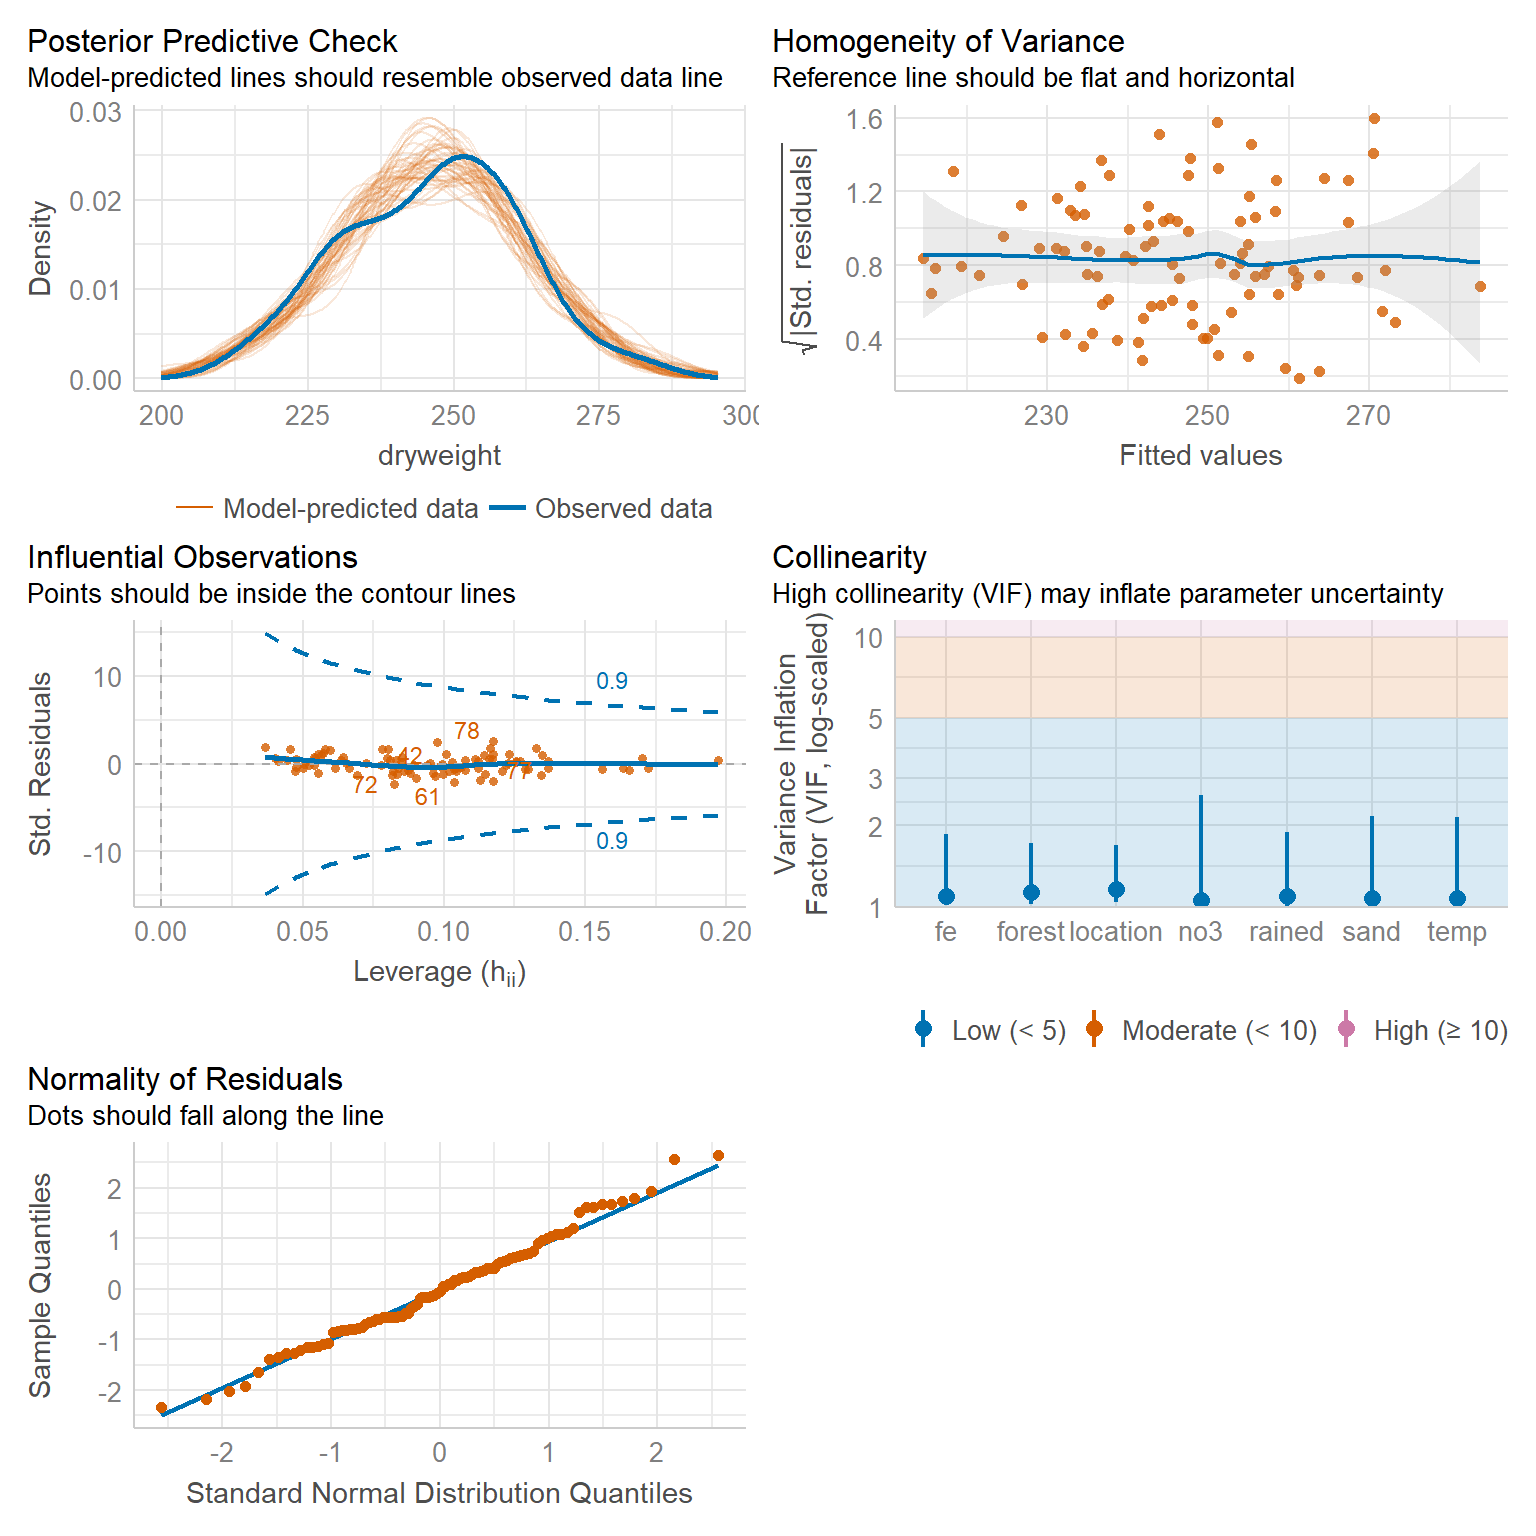 Posterior Predictive Check
Model-predicted lines should resemble observed data line
0.03
0.02
0.01
0.00
Density
200 225 250 275 300
dryweight
Model-predicted data Observed data
Homogeneity of Variance
Reference line should be flat and horizontal
1.6
1.2
0.8
0.4
√|Std. residuals|
230 250 270
Fitted values
Influential Observations
Points should be inside the contour lines
10
0
-10
Std. Residuals
0.9
78
42
77
72
61
0.9
0.00 0.05 0.10 0.15 0.20
Leverage (hii)
Collinearity
High collinearity (VIF) may inflate parameter uncertainty
10
5
3
2
1
Variance Inflation
Factor (VIF, log-scaled)
fe forest location no3 rained sand temp
Low (< 5) Moderate (< 10) High (≥ 10)
Normality of Residuals
Dots should fall along the line
2
1
0
-1
-2
Sample Quantiles
-2 -1 0 1 2
Standard Normal Distribution Quantiles